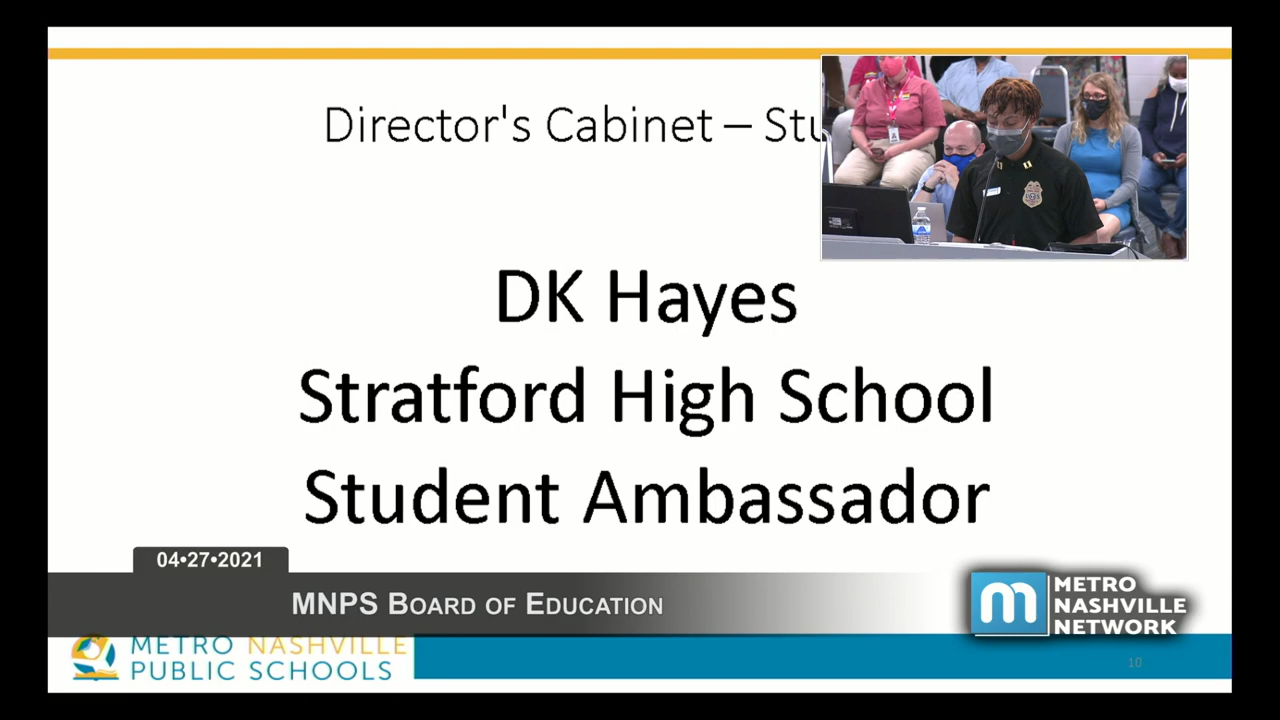 Director's Cabinet –
DK Hayes
Stratford High School
Student Ambassador
04•27•2021
MNPS BOARD OF EDUCATION
METRO
NASHVILLE
NETWORK
METRO NASHVILLE
PUBLIC SCHOOLS
10